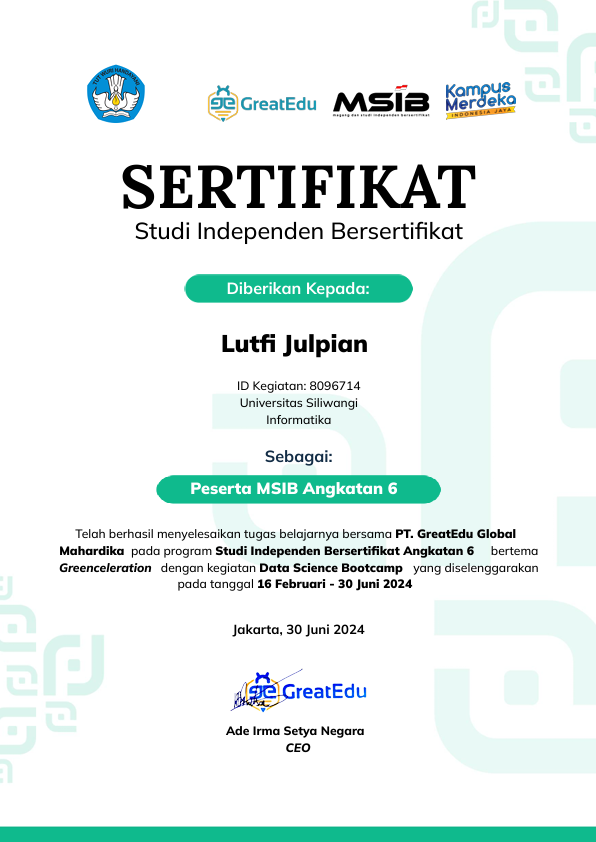 TUT WURI HANDAYANI
GreatEdu
MSIB
magang dan studi independen bersertifikat
Kampus
Merdeka
INDONESIA JAYA
SERTIFIKAT
Studi Independen Bersertifikat
Diberikan Kepada:
Lutfi Julpian
ID Kegiatan: 8096714
Universitas Siliwangi
Informatika
Sebagai:
Peserta MSIB Angkatan 6
Telah berhasil menyelesaikan tugas belajarnya bersama PT. GreatEdu Global
Mahardika pada program Studi Independen Bersertifikat Angkatan 6 bertema
Greenceleration dengan kegiatan Data Science Bootcamp yang diselenggarakan
pada tanggal 16 Februari - 30 Juni 2024
Jakarta, 30 Juni 2024
GreatEdu
Ade Irma Setya Negara
CEO